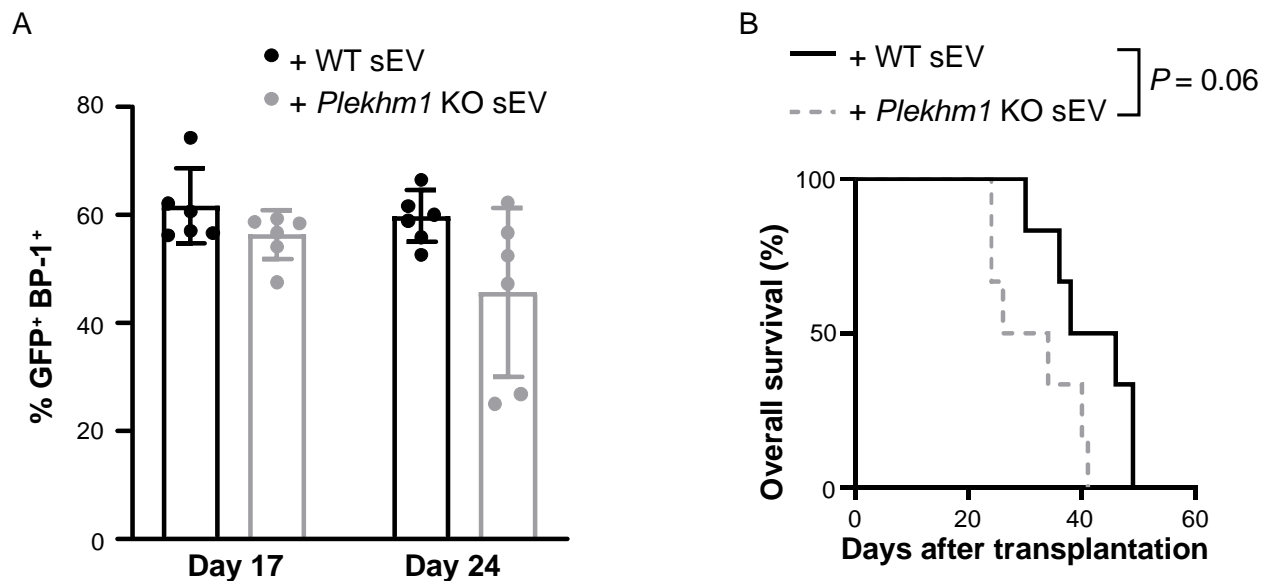 A
+ WT sEV
+ Plekhm1 KO sEV
% GFP+ BP-1+
80
60
40
20
0
Day 17
Day 24
B
+ WT sEV
+ Plekhm1 KO sEV
P = 0.06
Overall survival (%)
100
50
0
0
20
40
60
Days after transplantation